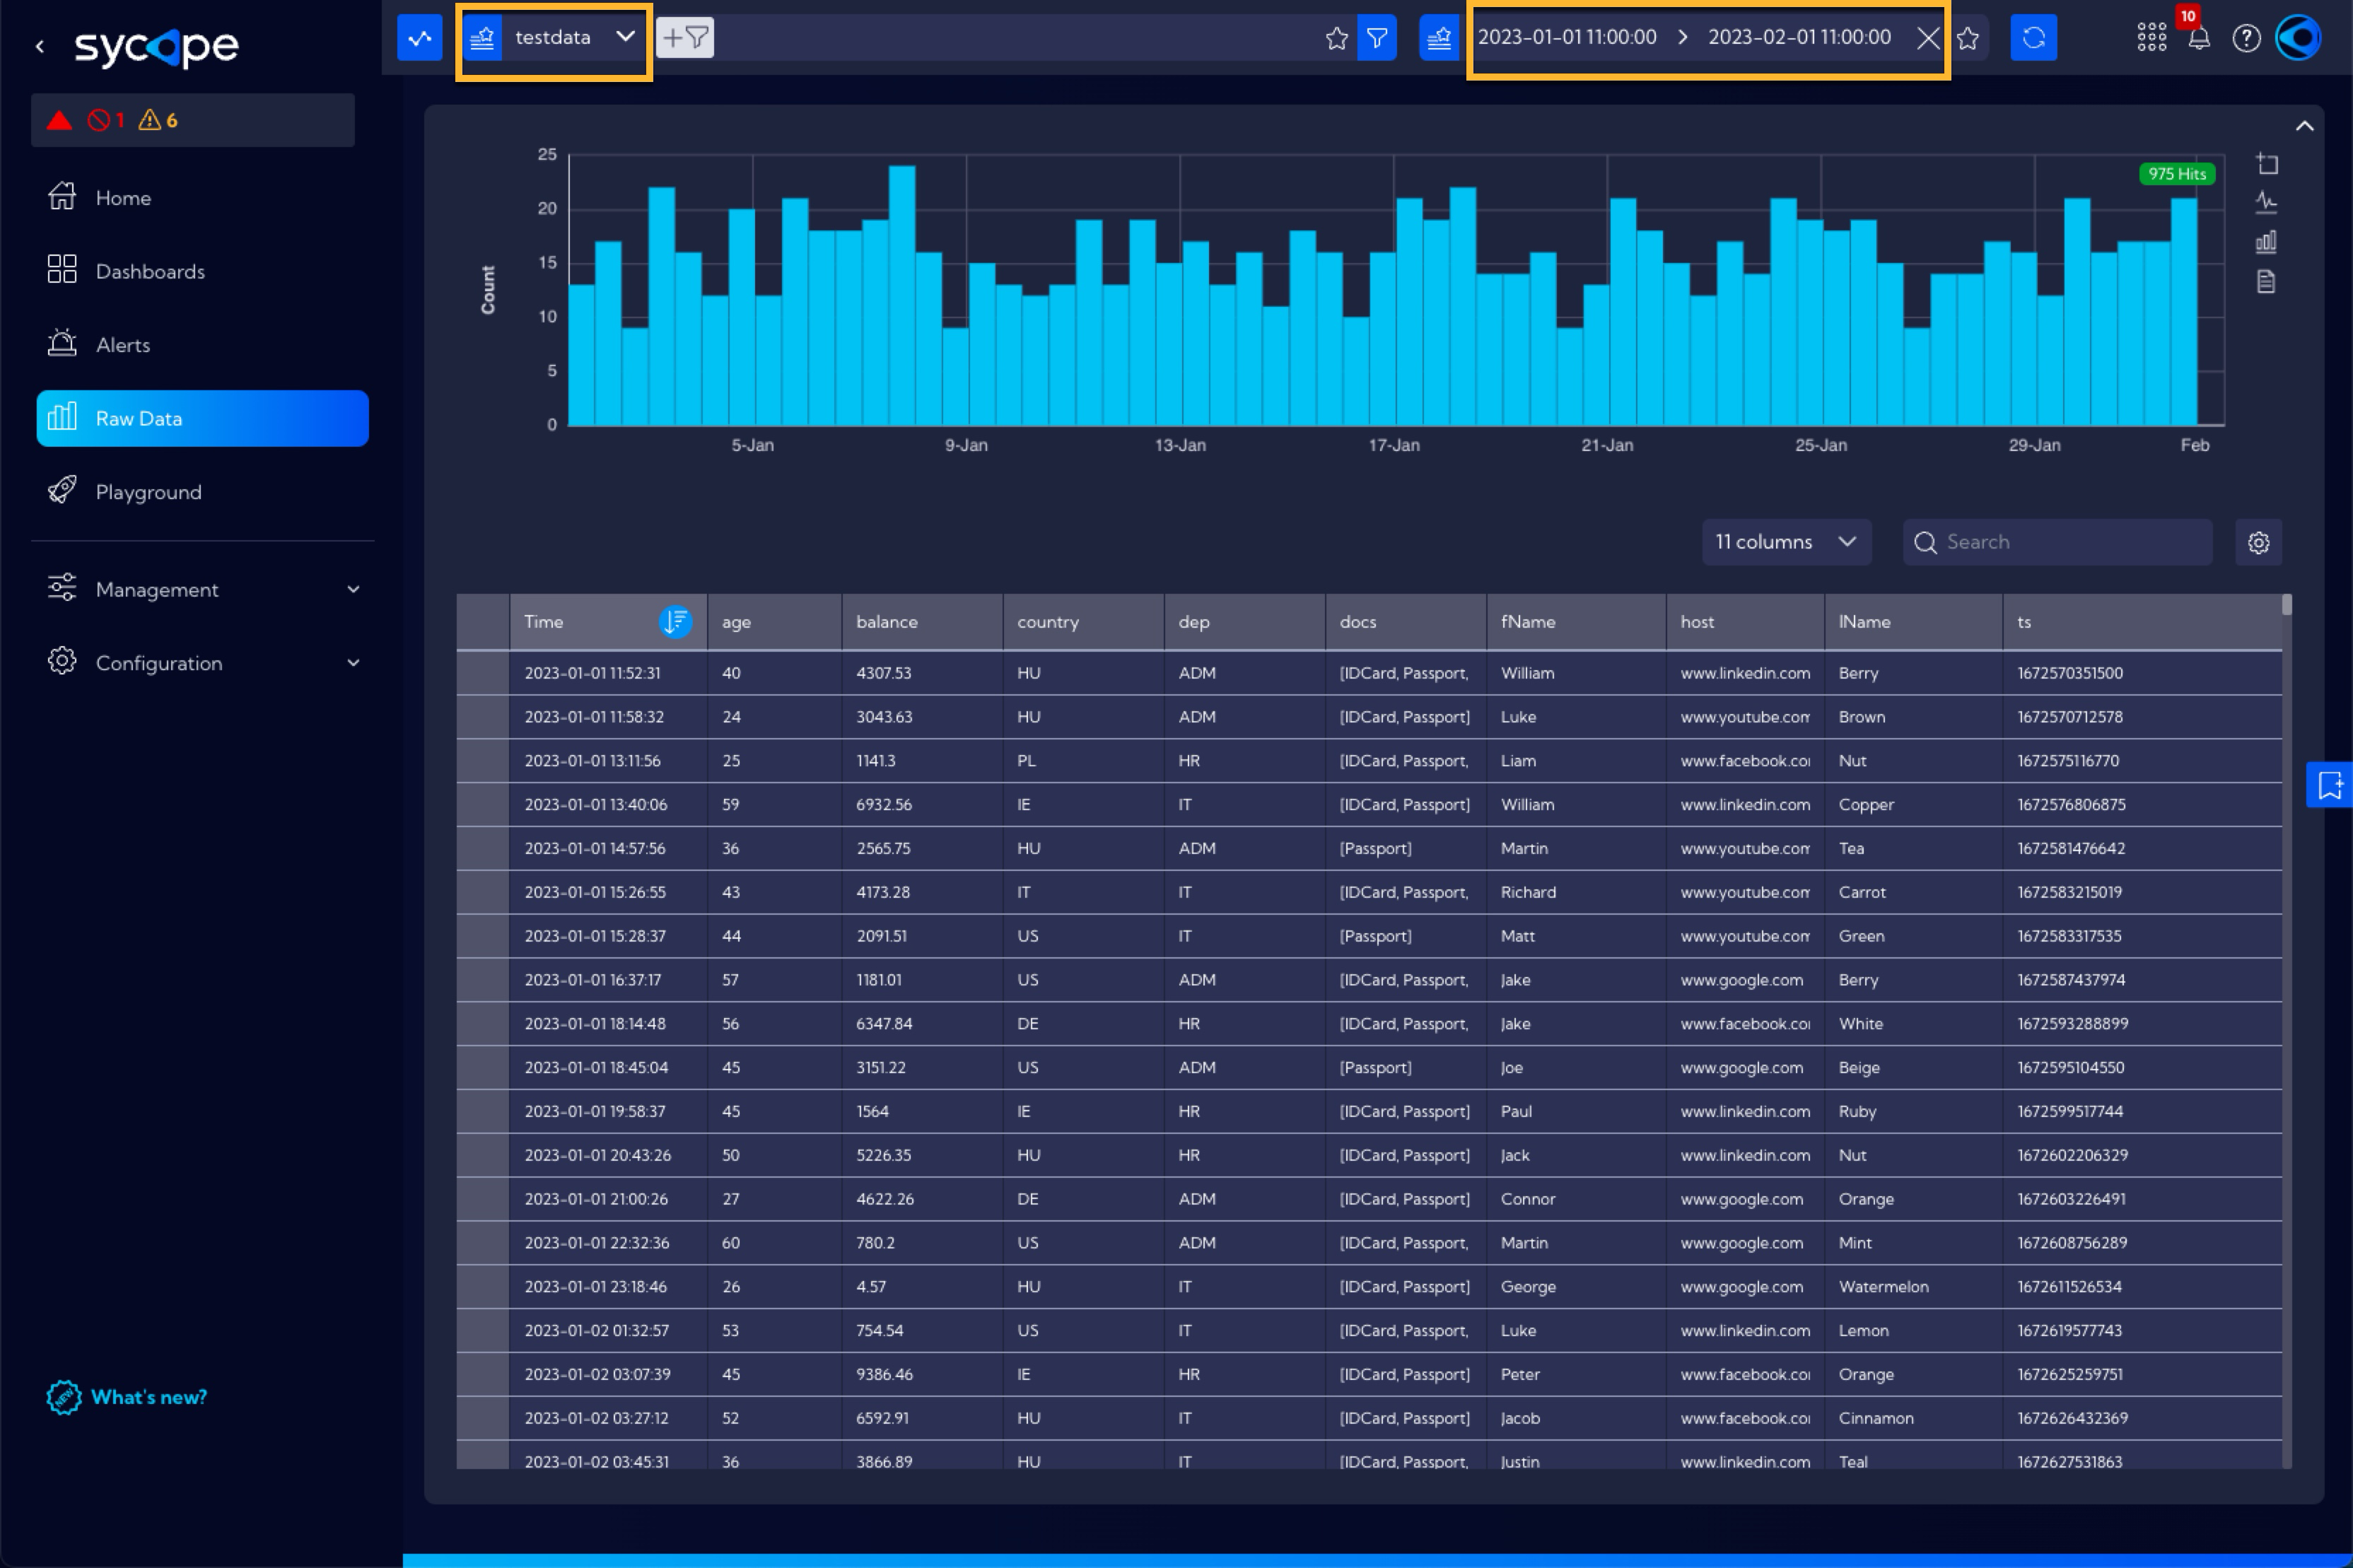 sycope
testdata
2023-01-01 11:00:00 > 2023-02-01 11:00:00
10
1 6
Home
Dashboards
Alerts
Raw Data
Playground
Management
Configuration
NEW What's new?
975 Hits
Count
25
20
15
10
5
0
5-Jan 9-Jan 13-Jan 17-Jan 21-Jan 25-Jan 29-Jan Feb
11 columns Search
Time age balance country dep docs fName host lName ts
2023-01-01 11:52:31 40 4307.53 HU ADM [IDCard, Passport, William www.linkedin.com Berry 1672570351500
2023-01-01 11:58:32 24 3043.63 HU ADM [IDCard, Passport] Luke www.youtube.com Brown 1672570712578
2023-01-01 13:11:56 25 1141.3 PL HR [IDCard, Passport, Liam www.facebook.co Nut 1672575116770
2023-01-01 13:40:06 59 6932.56 IE IT [IDCard, Passport] William www.linkedin.com Copper 1672576806875
2023-01-01 14:57:56 36 2565.75 HU ADM [Passport] Martin www.youtube.com Tea 1672581476642
2023-01-01 15:26:55 43 4173.28 IT IT [IDCard, Passport, Richard www.youtube.com Carrot 1672583215019
2023-01-01 15:28:37 44 2091.51 US IT [Passport] Matt www.youtube.com Green 1672583317535
2023-01-01 16:37:17 57 1181.01 US ADM [IDCard, Passport, Jake www.google.com Berry 1672587437974
2023-01-01 18:14:48 56 6347.84 DE HR [IDCard, Passport, Jake www.facebook.co White 1672593288899
2023-01-01 18:45:04 45 3151.22 US ADM [Passport] Joe www.google.com Beige 1672595104550
2023-01-01 19:58:37 45 1564 IE HR [IDCard, Passport] Paul www.linkedin.com Ruby 1672599517744
2023-01-01 20:43:26 50 5226.35 HU HR [IDCard, Passport] Jack www.linkedin.com Nut 1672602206329
2023-01-01 21:00:26 27 4622.26 DE ADM [IDCard, Passport] Connor www.google.com Orange 1672603226491
2023-01-01 22:32:36 60 780.2 US ADM [IDCard, Passport, Martin www.google.com Mint 1672608756289
2023-01-01 23:18:46 26 4.57 HU IT [IDCard, Passport] George www.google.com Watermelon 1672611526534
2023-01-02 01:32:57 53 754.54 US IT [IDCard, Passport, Luke www.linkedin.com Lemon 1672619577743
2023-01-02 03:07:39 45 9386.46 IE HR [IDCard, Passport] Peter www.facebook.co Orange 1672625259751
2023-01-02 03:27:12 52 6592.91 HU IT [IDCard, Passport] Jacob www.facebook.co Cinnamon 1672626432369
2023-01-02 03:45:31 36 3866.89 HU IT [IDCard, Passport, Justin www.linkedin.com Teal 1672627531863